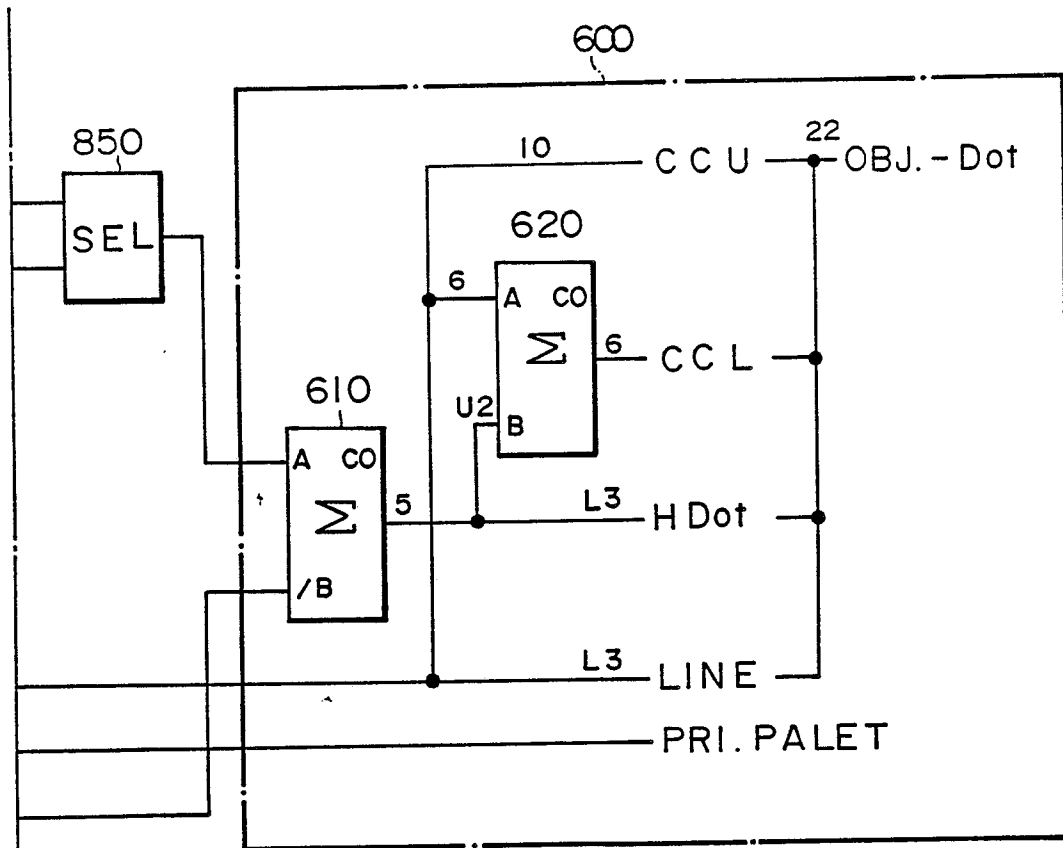 600
850
SEL
10
CCU
22
OBJ.-Dot
620
6
A
CO
Σ
6
CCL
U2
B
610
A
CO
Σ
5
/B
L3
H Dot
L3
LINE
PRI. PALET